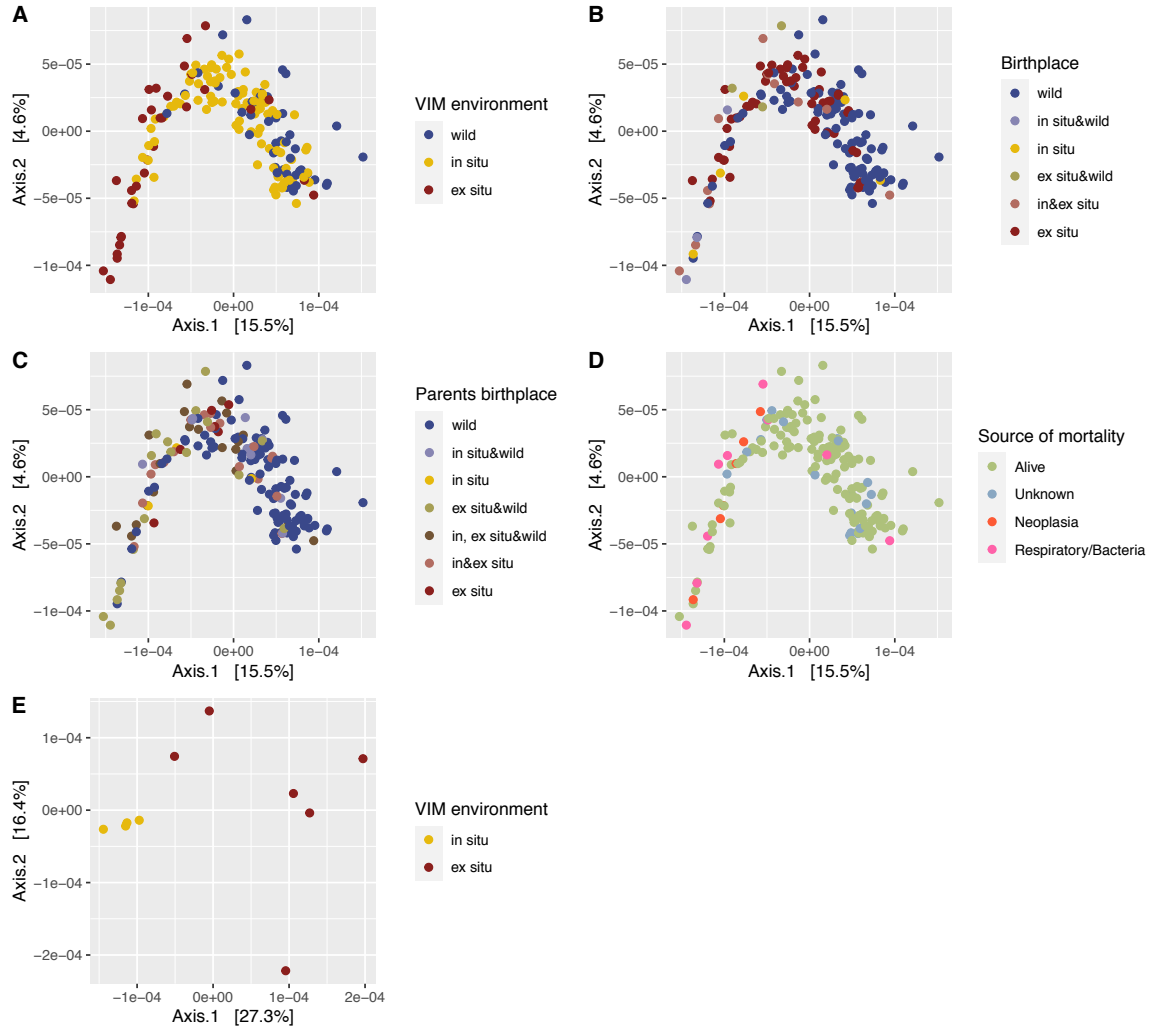 A
5e−05
0e+00
−5e−05
−1e−04
Axis.2 [4.6%]
−1e−04 0e+00 1e−04
Axis.1 [15.5%]
VIM environment
wild
in situ
ex situ
B
5e−05
0e+00
−5e−05
−1e−04
Axis.2 [4.6%]
−1e−04 0e+00 1e−04
Axis.1 [15.5%]
Birthplace
wild
in situ&wild
in situ
ex situ&wild
in&ex situ
ex situ
C
5e−05
0e+00
−5e−05
−1e−04
Axis.2 [4.6%]
−1e−04 0e+00 1e−04
Axis.1 [15.5%]
Parents birthplace
wild
in situ&wild
in situ
ex situ&wild
in, ex situ&wild
in&ex situ
ex situ
D
5e−05
0e+00
−5e−05
−1e−04
Axis.2 [4.6%]
−1e−04 0e+00 1e−04
Axis.1 [15.5%]
Source of mortality
Alive
Unknown
Neoplasia
Respiratory/Bacteria
E
1e−04
0e+00
−1e−04
−2e−04
Axis.2 [16.4%]
−1e−04 0e+00 1e−04 2e−04
Axis.1 [27.3%]
VIM environment
in situ
ex situ